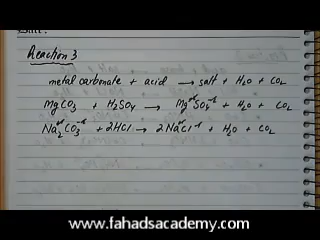 Reaction 3
metal carbonate + acid → salt + H₂O + CO₂
MgCO₃ + H₂SO₄ → Mg⁺²SO₄⁻² + H₂O + CO₂
Na₂⁺¹CO₃⁻² + 2HCl → 2Na⁺¹Cl⁻¹ + H₂O + CO₂
www.fahadsacademy.com